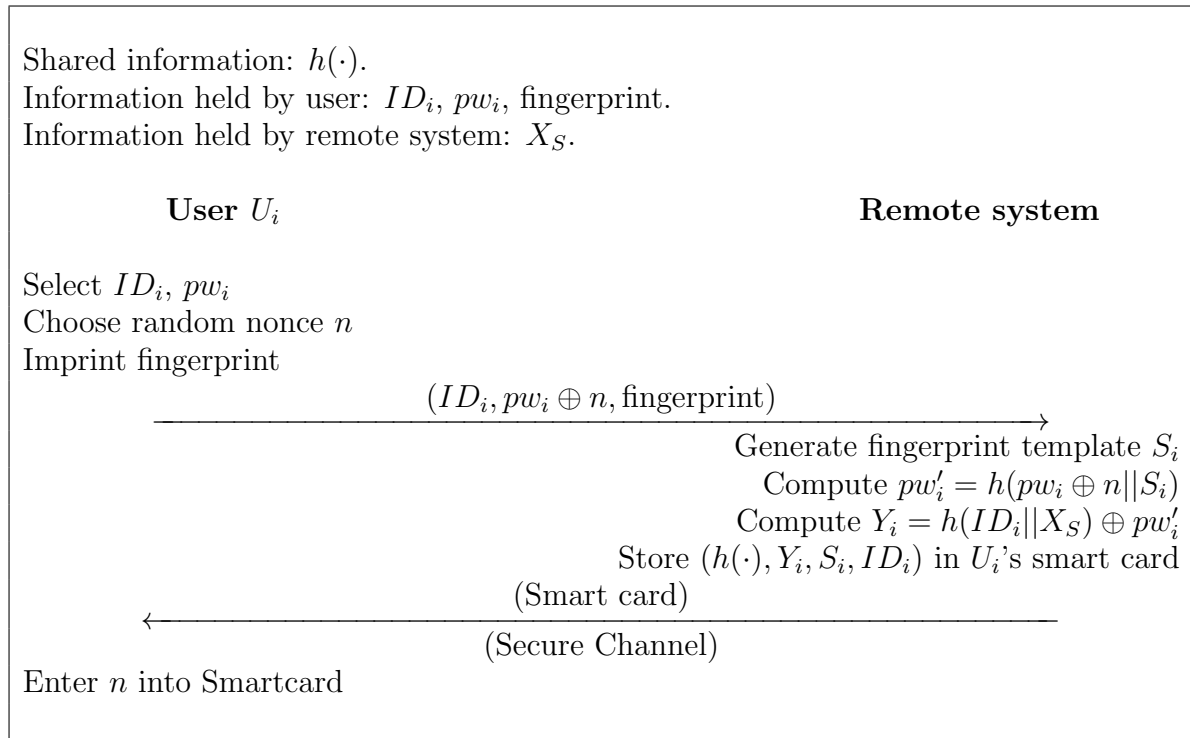 Shared information: h(·).
Information held by user: ID_i, pw_i, fingerprint.
Information held by remote system: X_S.
User U_i Remote system
Select ID_i, pw_i
Choose random nonce n
Imprint fingerprint
(ID_i, pw_i ⊕ n, fingerprint)
Generate fingerprint template S_i
Compute pw'_i = h(pw_i ⊕ n||S_i)
Compute Y_i = h(ID_i||X_S) ⊕ pw'_i
Store (h(·), Y_i, S_i, ID_i) in U_i's smart card
(Smart card)
(Secure Channel)
Enter n into Smartcard